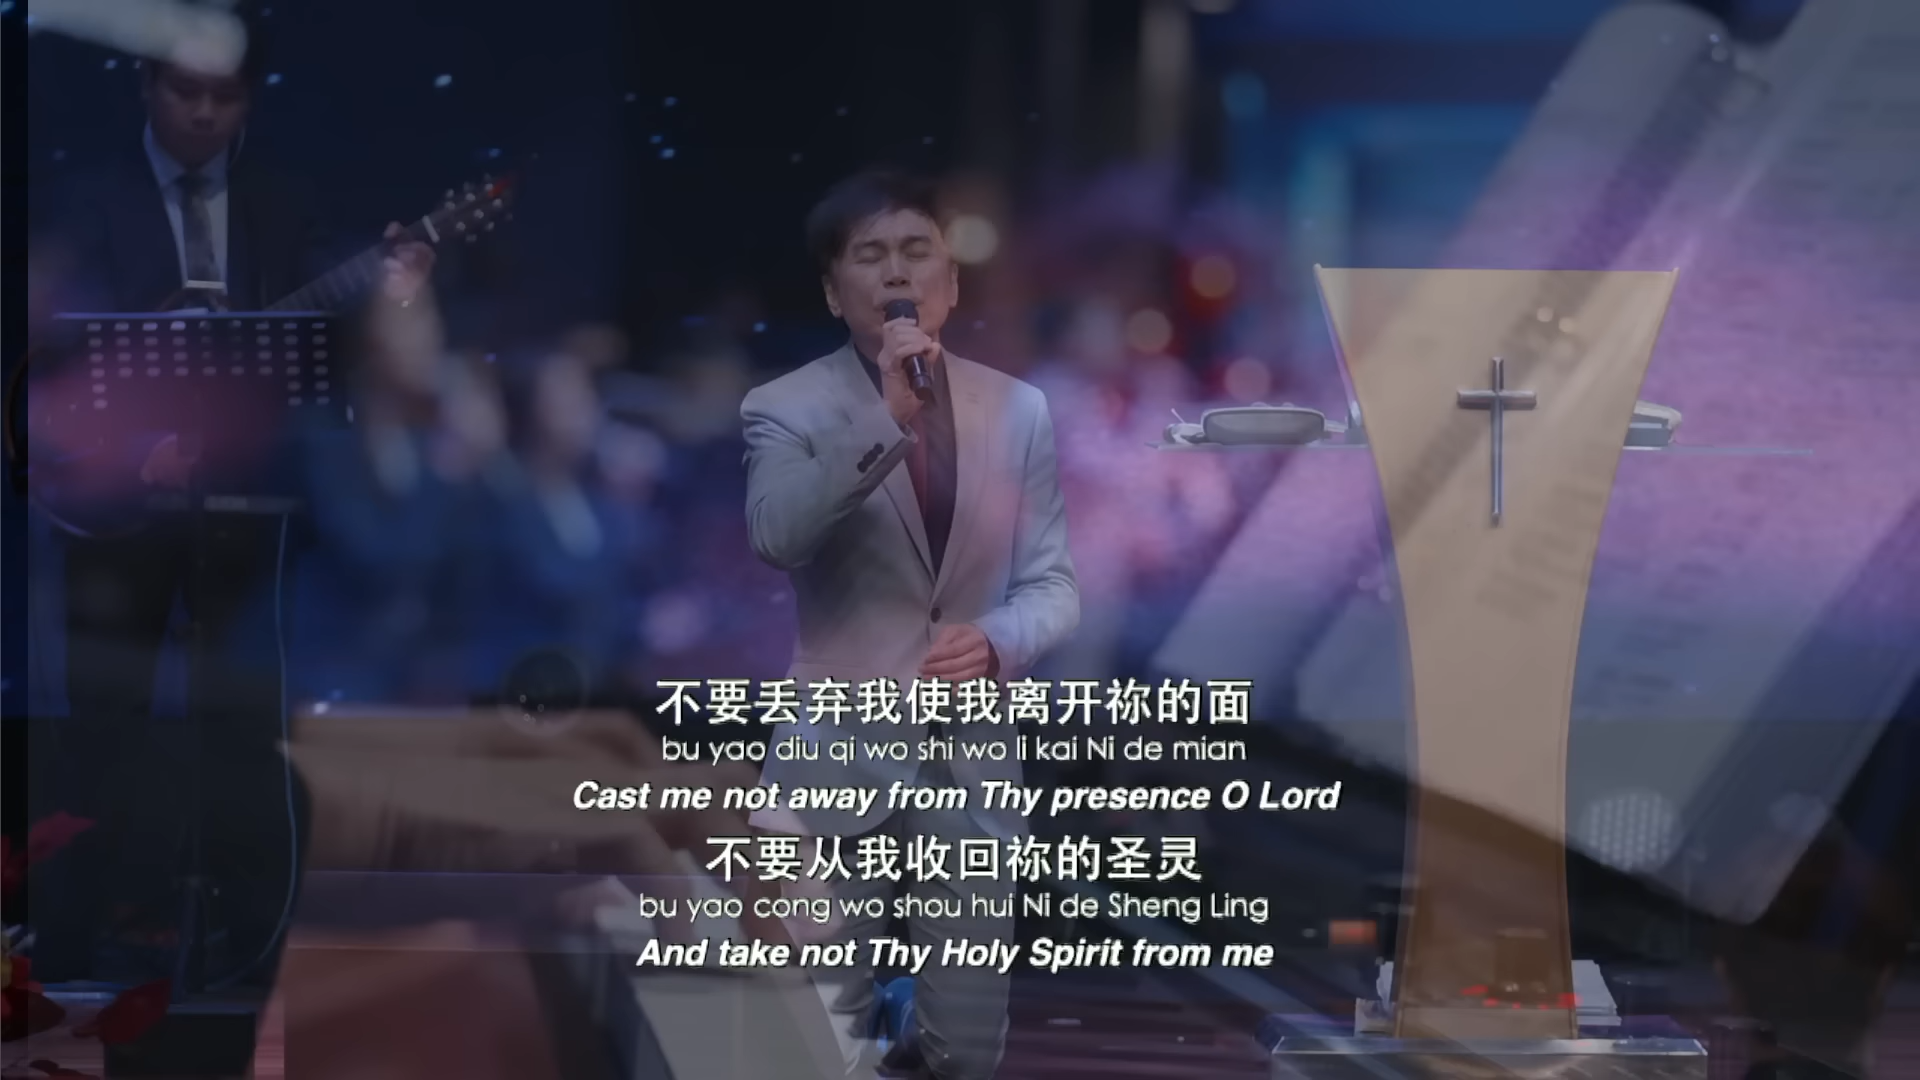 不要丢弃我使我离开祢的面
bu yao diu qi wo shi wo li kai Ni de mian
Cast me not away from Thy presence O Lord
不要从我收回祢的圣灵
bu yao cong wo shou hui Ni de Sheng Ling
And take not Thy Holy Spirit from me